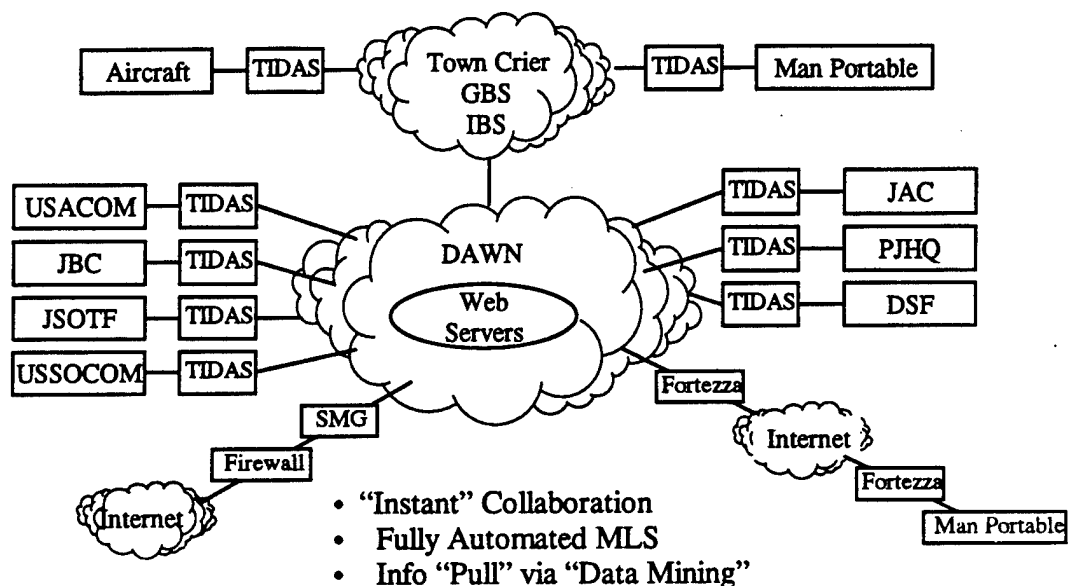 Aircraft TIDAS Town Crier TIDAS Man Portable
GBS
IBS
USACOM TIDAS TIDAS JAC
JBC TIDAS DAWN TIDAS PJHQ
JSOTF TIDAS Web TIDAS DSF
Servers
USSOCOM TIDAS
Fortezza
SMG
Internet
Firewall
Fortezza
Internet
Man Portable
• “Instant” Collaboration
• Fully Automated MLS
• Info “Pull” via “Data Mining”